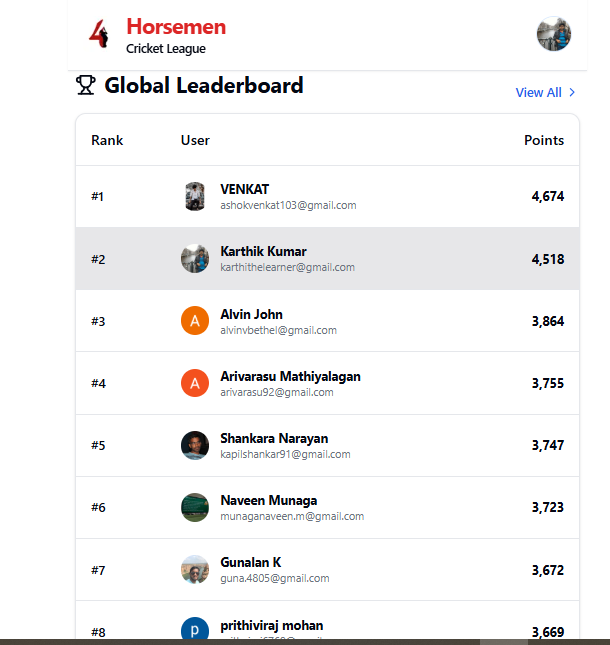 4 Horsemen
Cricket League
Global Leaderboard
View All >
Rank User Points
#1 VENKAT 4,674
ashokvenkat103@gmail.com
#2 Karthik Kumar 4,518
karthithelearner@gmail.com
#3 A Alvin John 3,864
alvinvbethel@gmail.com
#4 A Arivarasu Mathiyalagan 3,755
arivarasu92@gmail.com
#5 Shankara Narayan 3,747
kapilshankar91@gmail.com
#6 Naveen Munaga 3,723
munaganaveen.m@gmail.com
#7 Gunalan K 3,672
guna.4805@gmail.com
#8 p prithiviraj mohan 3,669